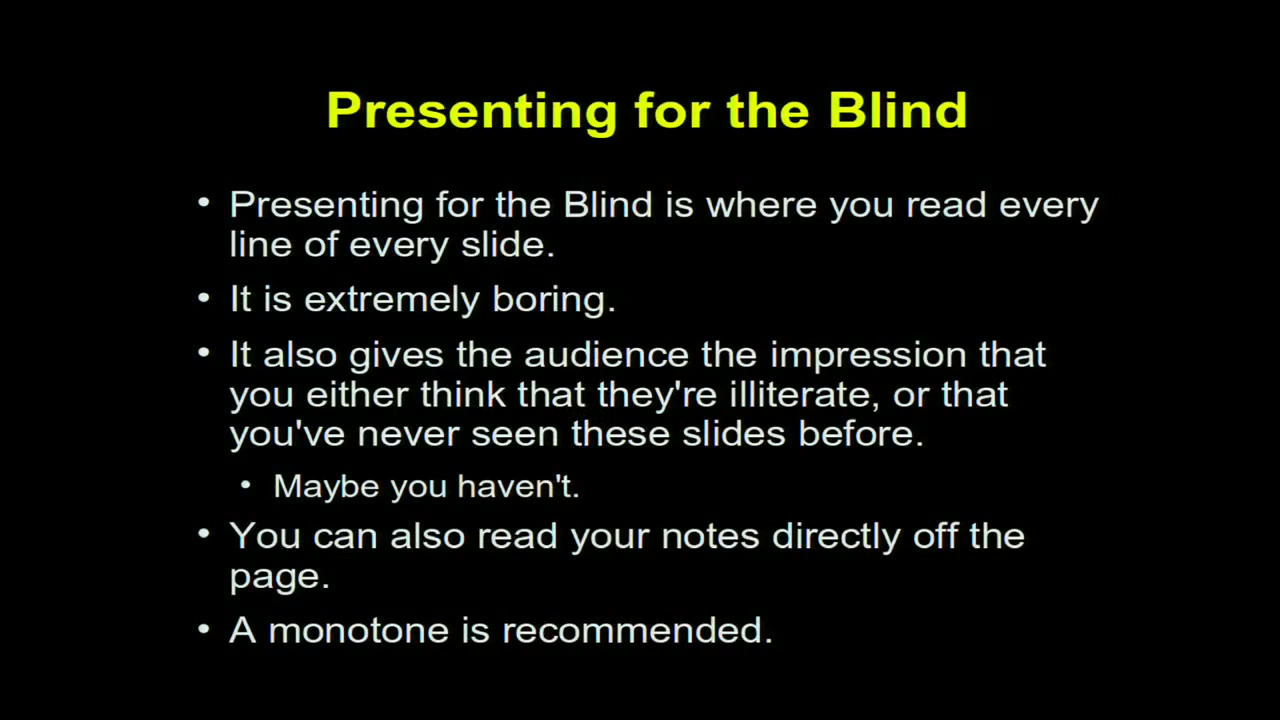 Presenting for the Blind
• Presenting for the Blind is where you read every
line of every slide.
• It is extremely boring.
• It also gives the audience the impression that
you either think that they're illiterate, or that
you've never seen these slides before.
• Maybe you haven't.
• You can also read your notes directly off the
page.
• A monotone is recommended.